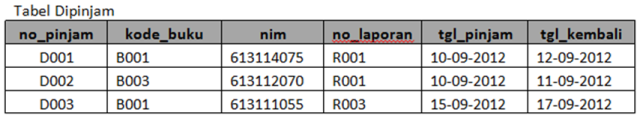 Tabel Dipinjam
no_pinjam kode_buku nim no_laporan tgl_pinjam tgl_kembali
D001 B001 613114075 R001 10-09-2012 12-09-2012
D002 B003 613112070 R001 10-09-2012 11-09-2012
D003 B001 613111055 R003 15-09-2012 17-09-2012